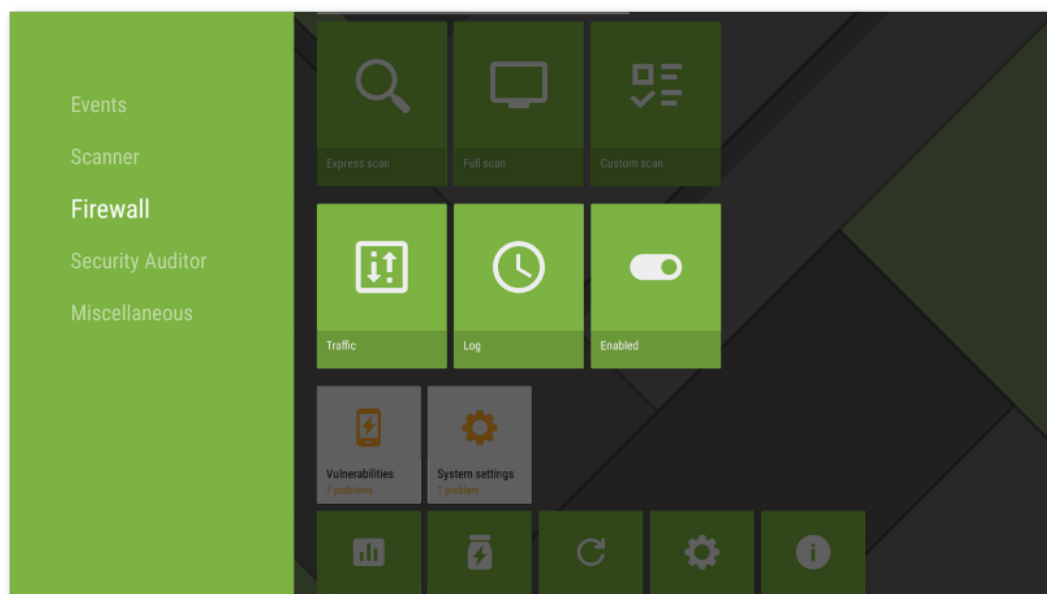 Events
Scanner
Firewall
Security Auditor
Miscellaneous
Express scan
Full scan
Custom scan
Traffic
Log
Enabled
Vulnerabilities
7 problems
System settings
1 problem